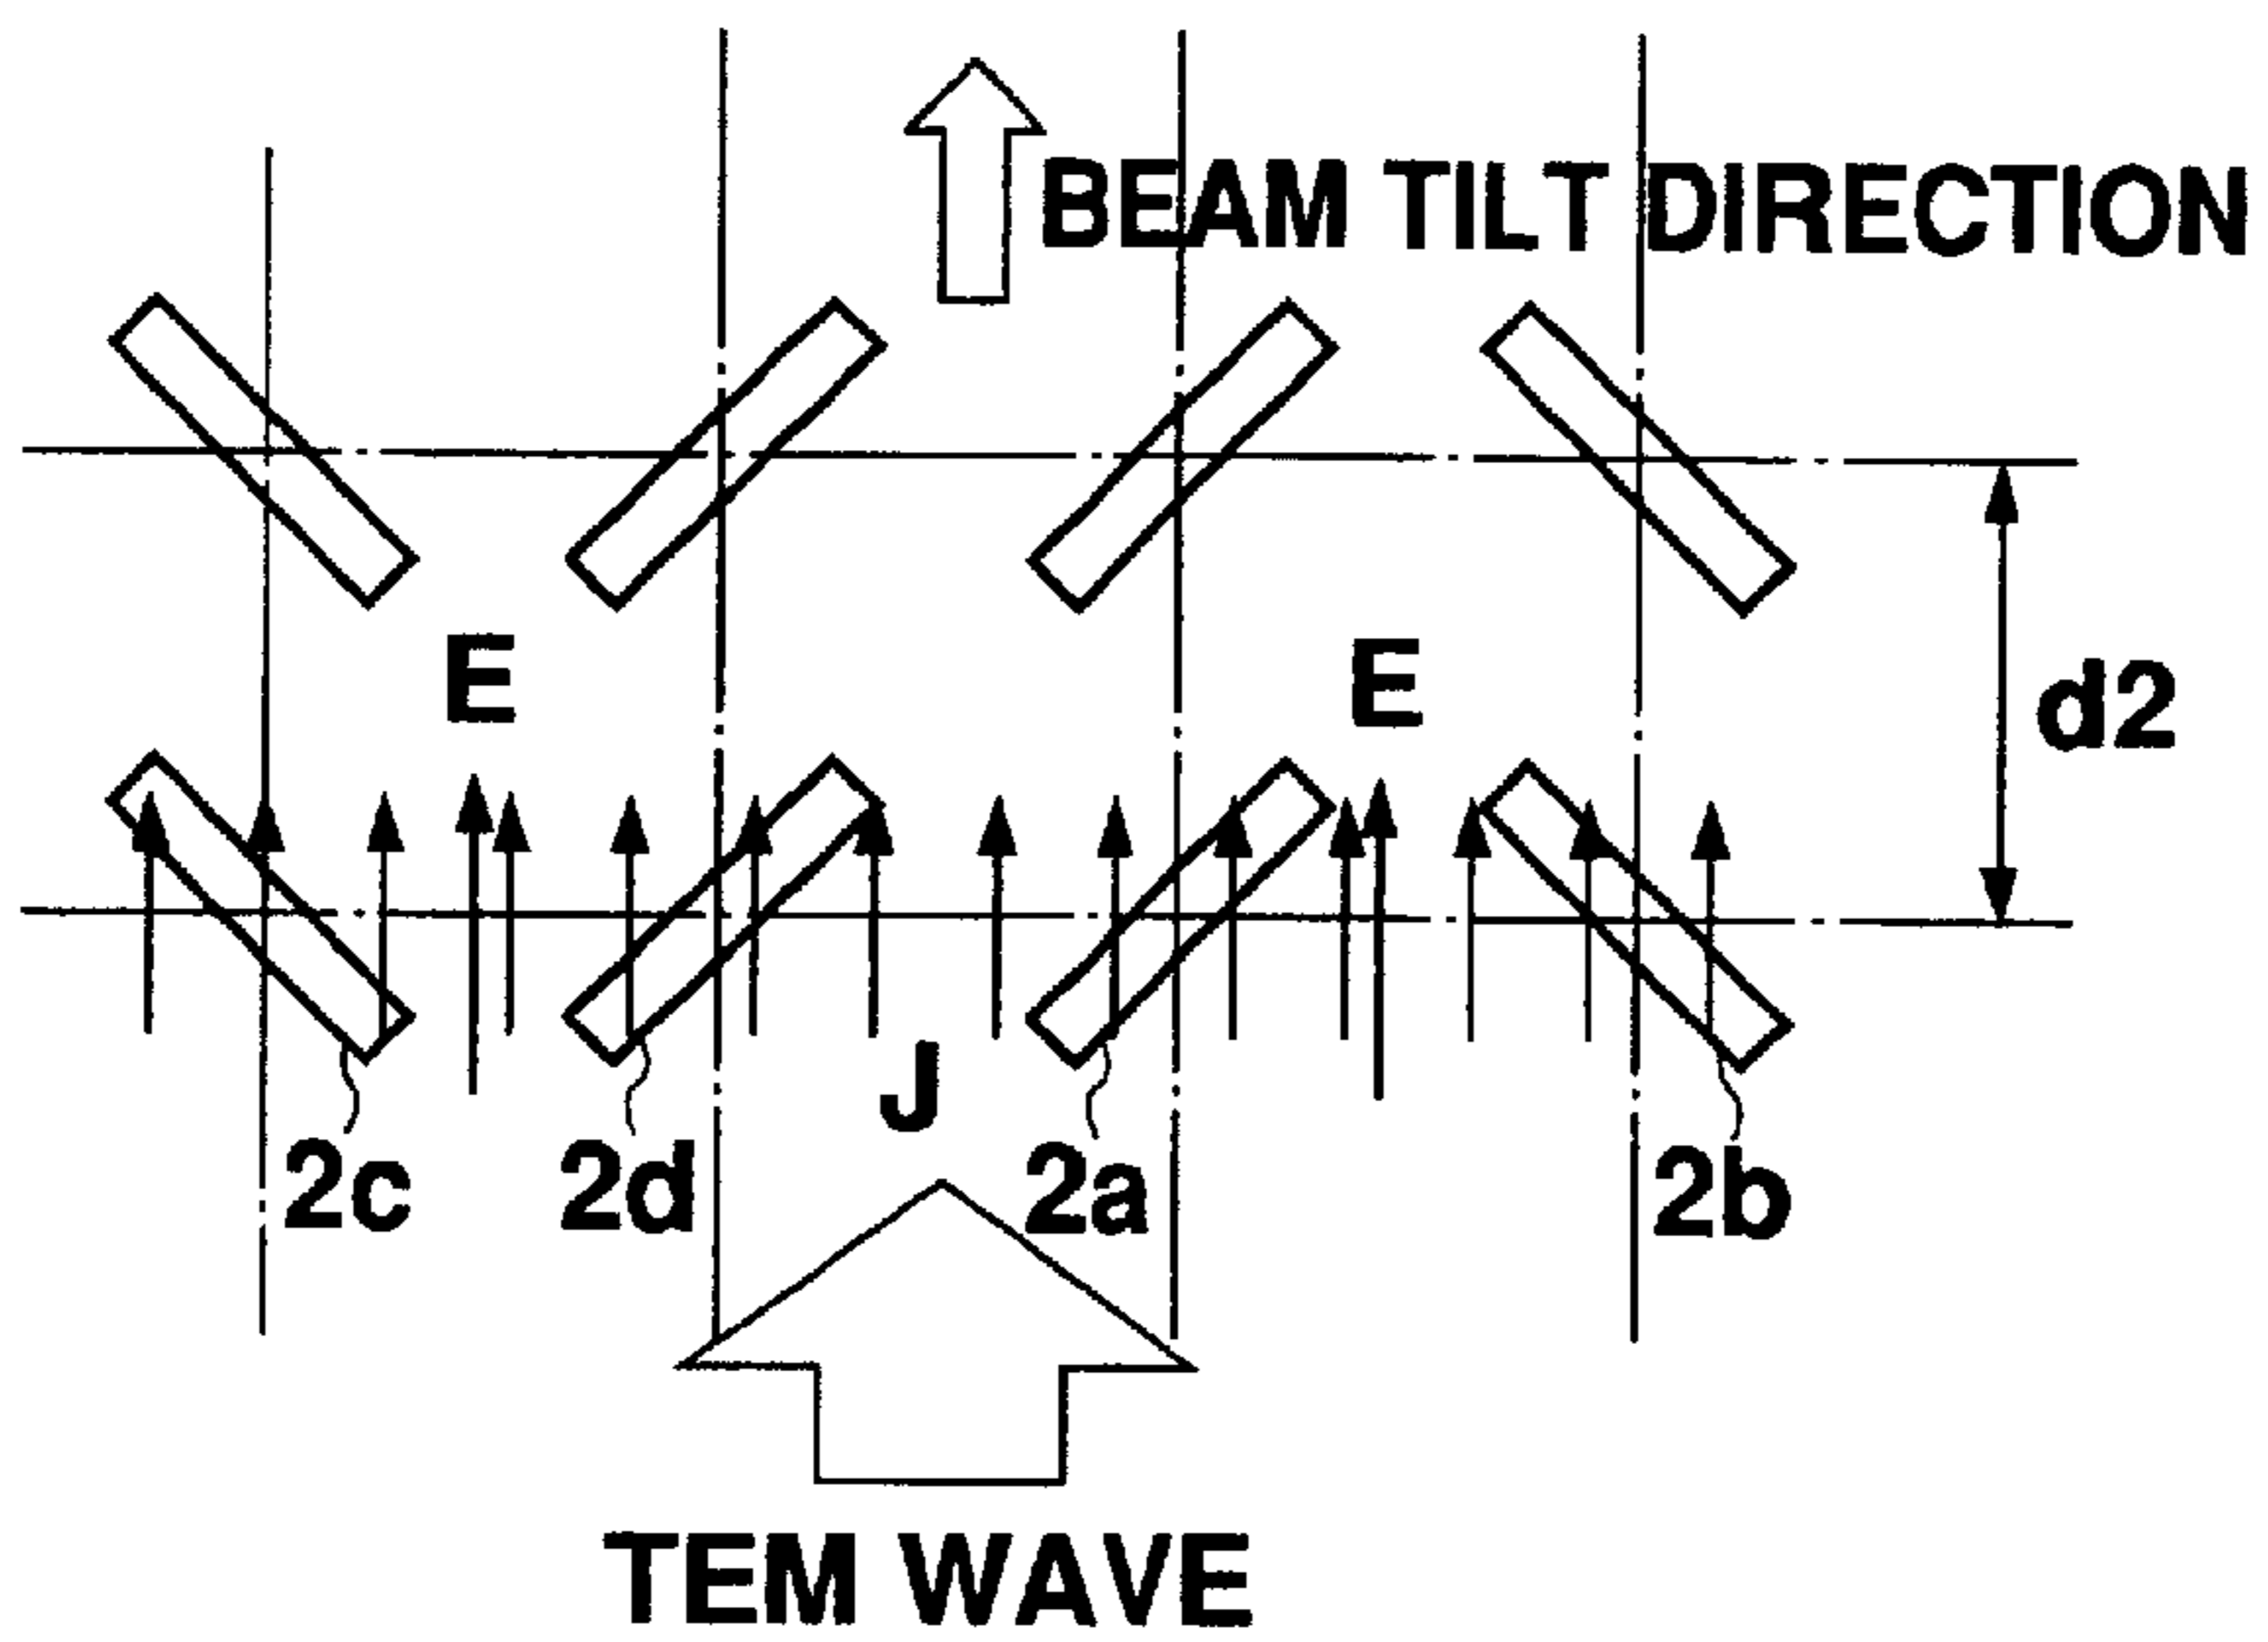 BEAM TILT DIRECTION
E E
d2
J
2c 2d 2a 2b
TEM WAVE